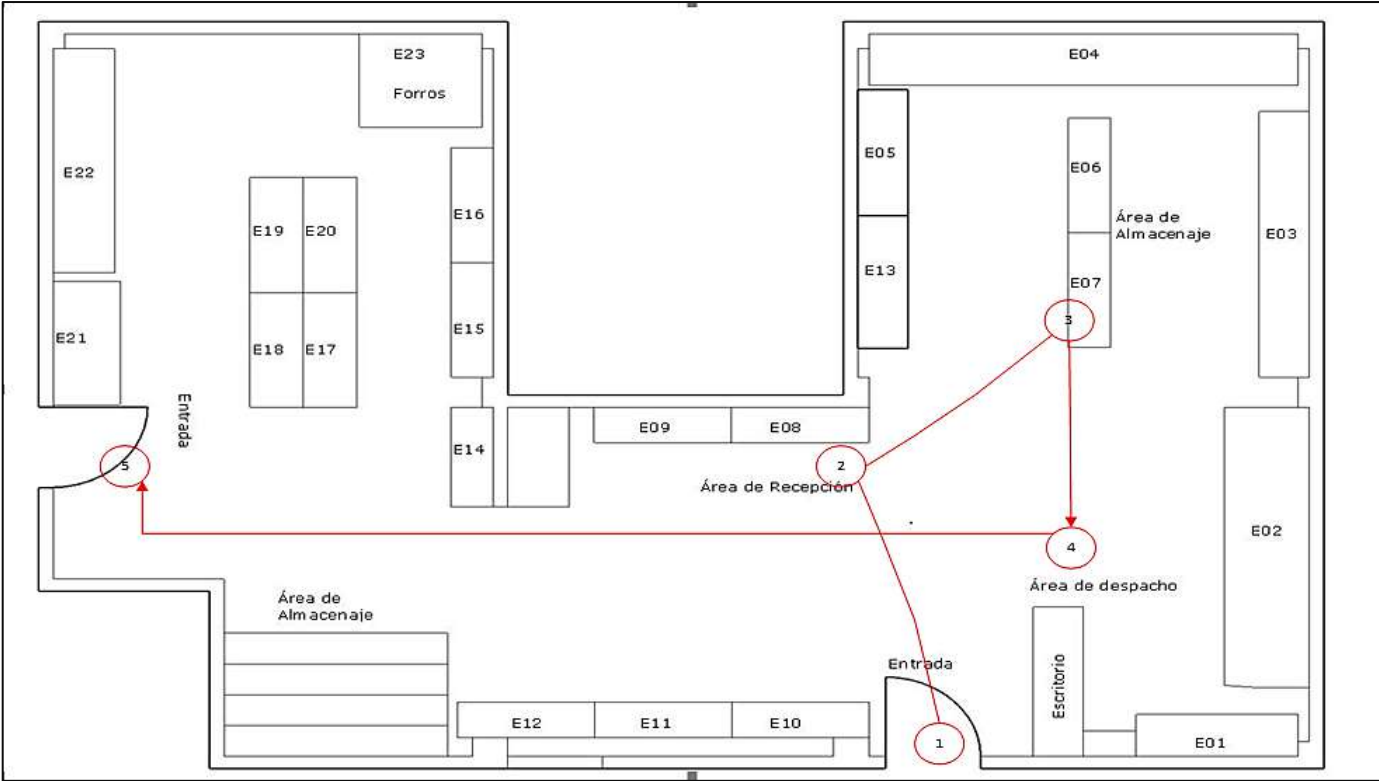 E23
Forros
E04
E22
E05
E06
E16
Área de
Almacenaje
E19
E20
E03
E13
E07
3
E21
E18
E17
E15
Entrada
E09
E08
E14
5
2
Área de Recepción
E02
4
Área de despacho
Área de
Almacenaje
Entrada
Escritorio
E12
E11
E10
1
E01